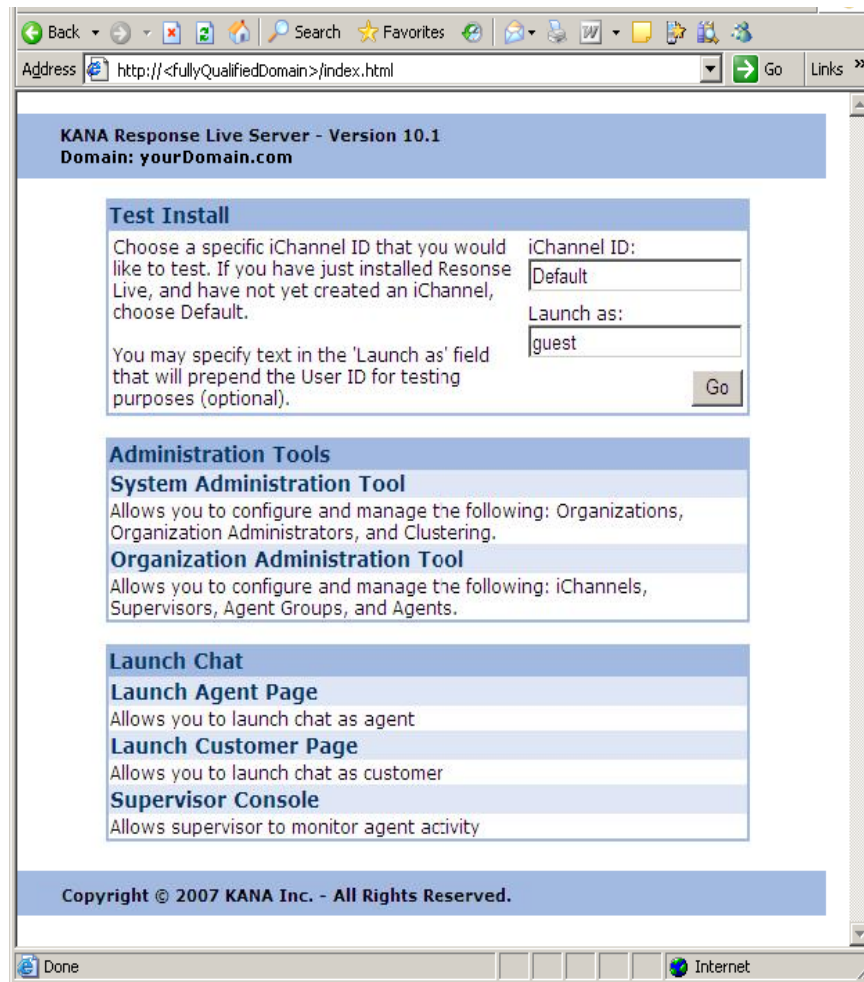 Back Search Favorites
Address http://<fullyQualifiedDomain>/index.html Go Links »
KANA Response Live Server - Version 10.1
Domain: yourDomain.com
Test Install
Choose a specific iChannel ID that you would
like to test. If you have just installed Resonse
Live, and have not yet created an iChannel,
choose Default.
You may specify text in the 'Launch as' field
that will prepend the User ID for testing
purposes (optional).
iChannel ID:
Default
Launch as:
guest
Go
Administration Tools
System Administration Tool
Allows you to configure and manage the following: Organizations,
Organization Administrators, and Clustering.
Organization Administration Tool
Allows you to configure and manage the following: iChannels,
Supervisors, Agent Groups, and Agents.
Launch Chat
Launch Agent Page
Allows you to launch chat as agent
Launch Customer Page
Allows you to launch chat as customer
Supervisor Console
Allows supervisor to monitor agent activity
Copyright © 2007 KANA Inc. - All Rights Reserved.
Done Internet